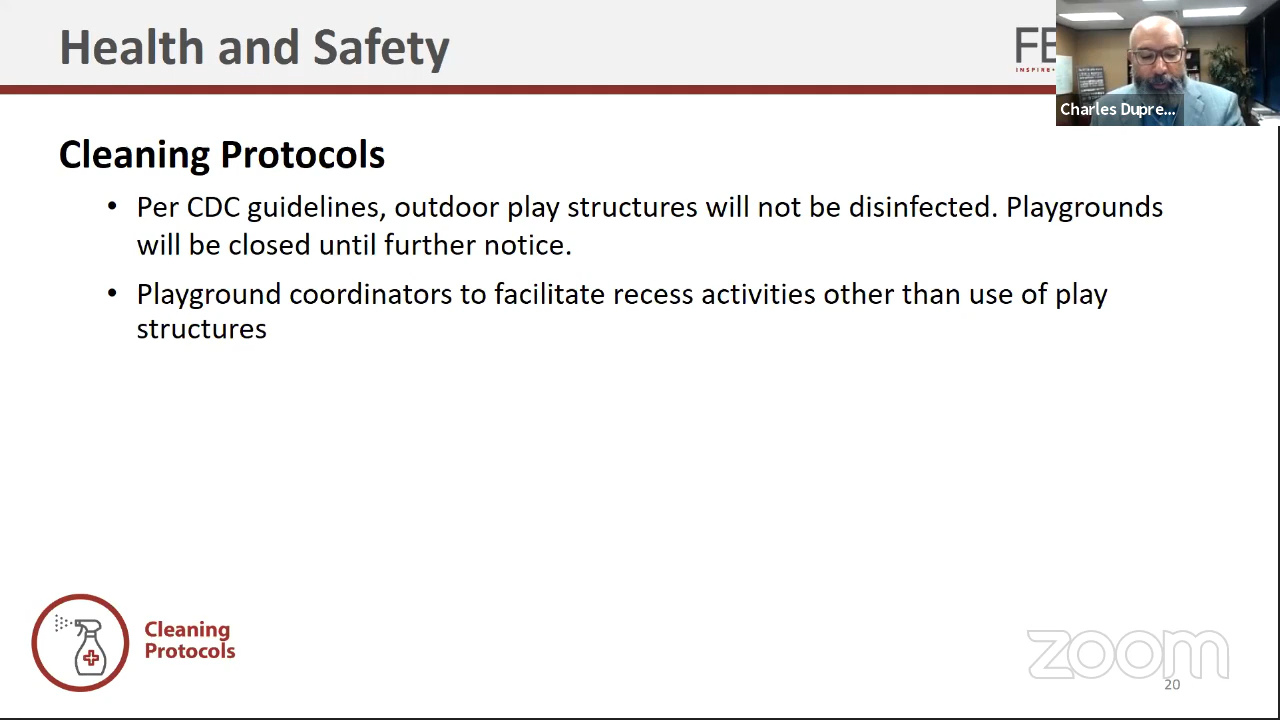 Health and Safety
FE
INSPIRE•
Charles Dupre...
Cleaning Protocols
• Per CDC guidelines, outdoor play structures will not be disinfected. Playgrounds
will be closed until further notice.
• Playground coordinators to facilitate recess activities other than use of play
structures
Cleaning
Protocols
zoom
20